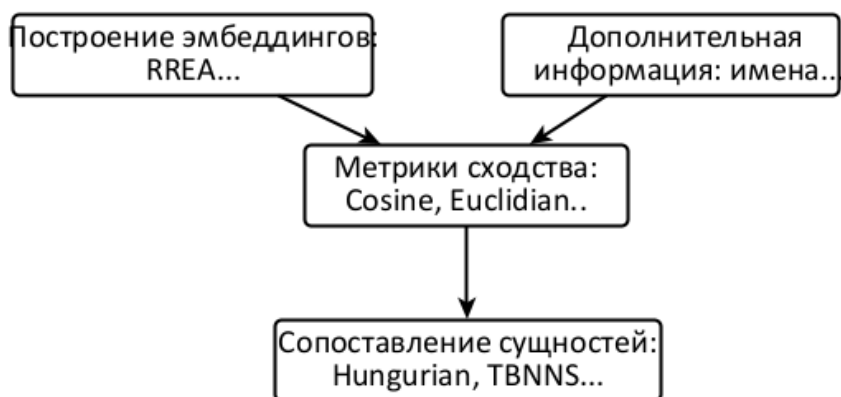 Построение эмбеддингов:
RREA...
Дополнительная
информация: имена...
Метрики сходства:
Cosine, Euclidian..
Сопоставление сущностей:
Hungurian, TBNNS...